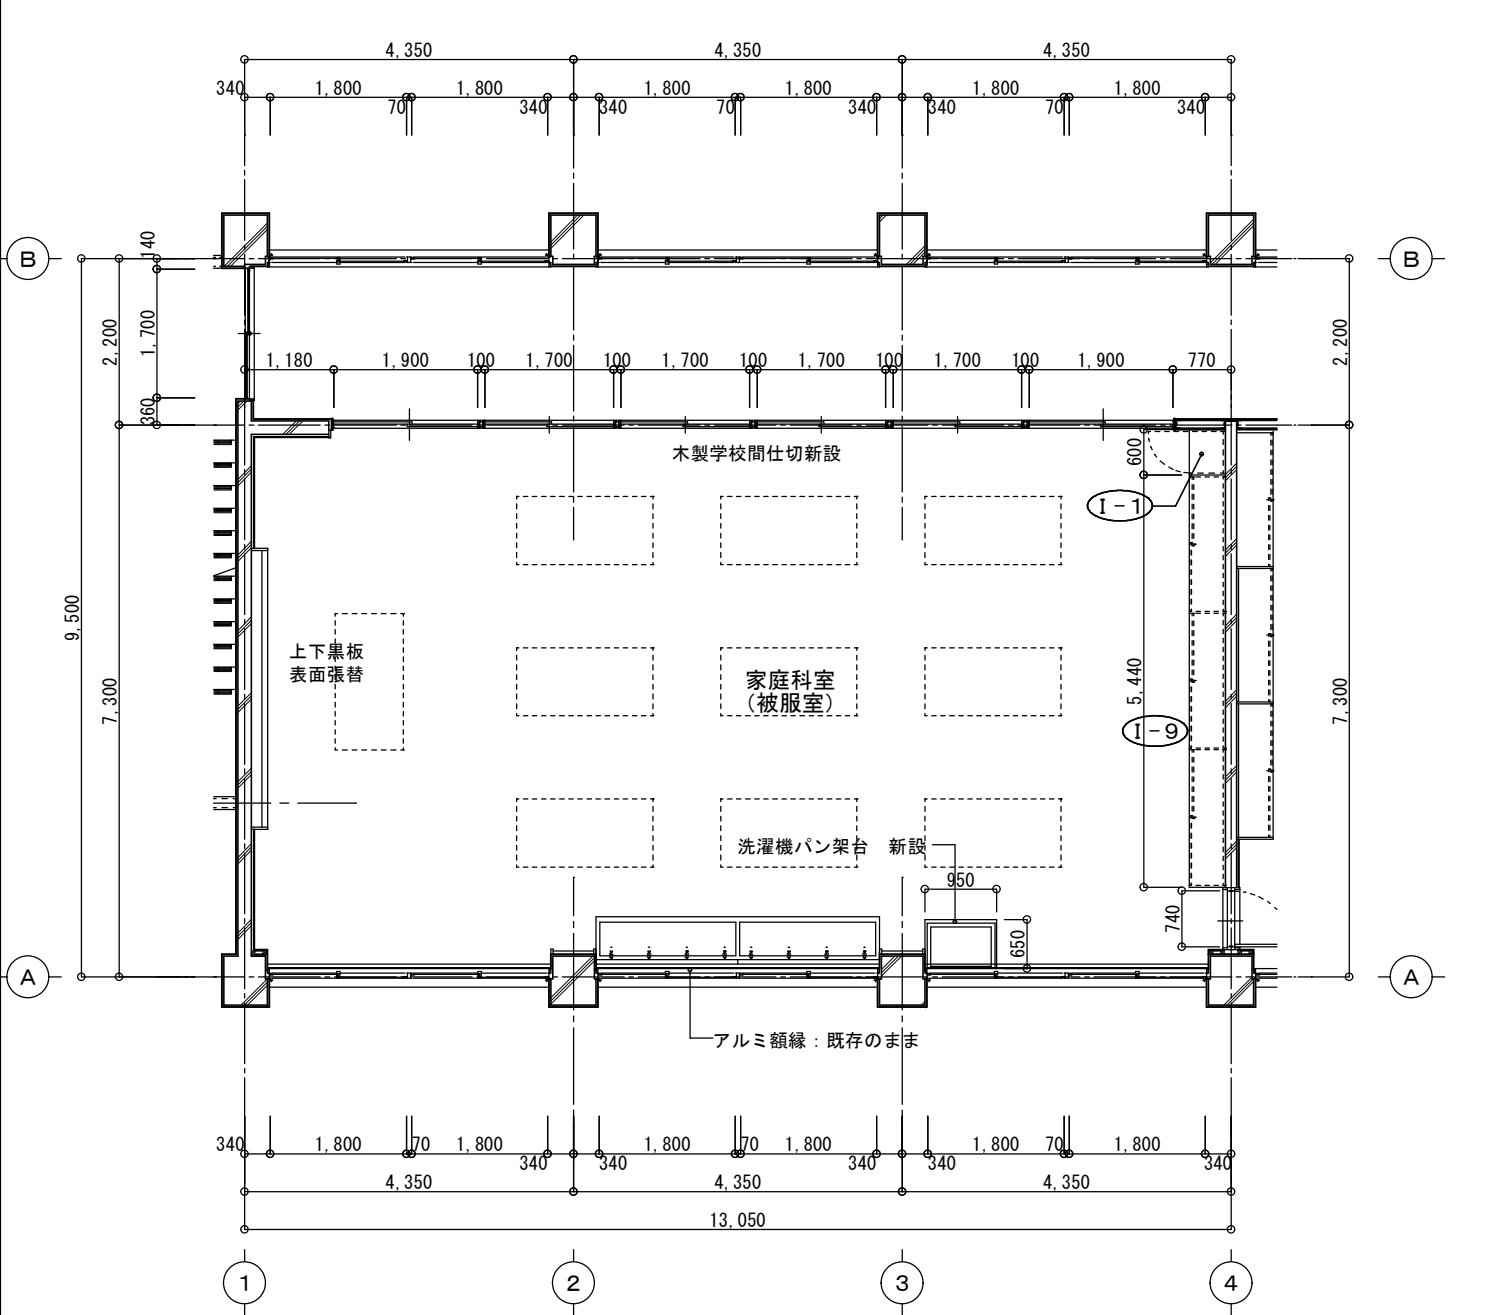 4,350 4,350 4,350
340 1,800 70 1,800 340 340 1,800 70 1,800 340 340 1,800 70 1,800 340
B B
140
1,700
360
2,200
2,200
1,180 1,900 100 1,700 100 1,700 100 1,700 100 1,700 100 1,900 770
木製学校間仕切新設
600
I-1
9,500
7,300
上下黒板
表面張替
家庭科室
(被服室)
5,440
7,300
I-9
洗濯機パン架台 新設
950
650
740
A A
アルミ額縁：既存のまま
340 1,800 70 1,800 340 340 1,800 70 1,800 340 340 1,800 70 1,800 340
4,350 4,350 4,350
13,050
1 2 3 4